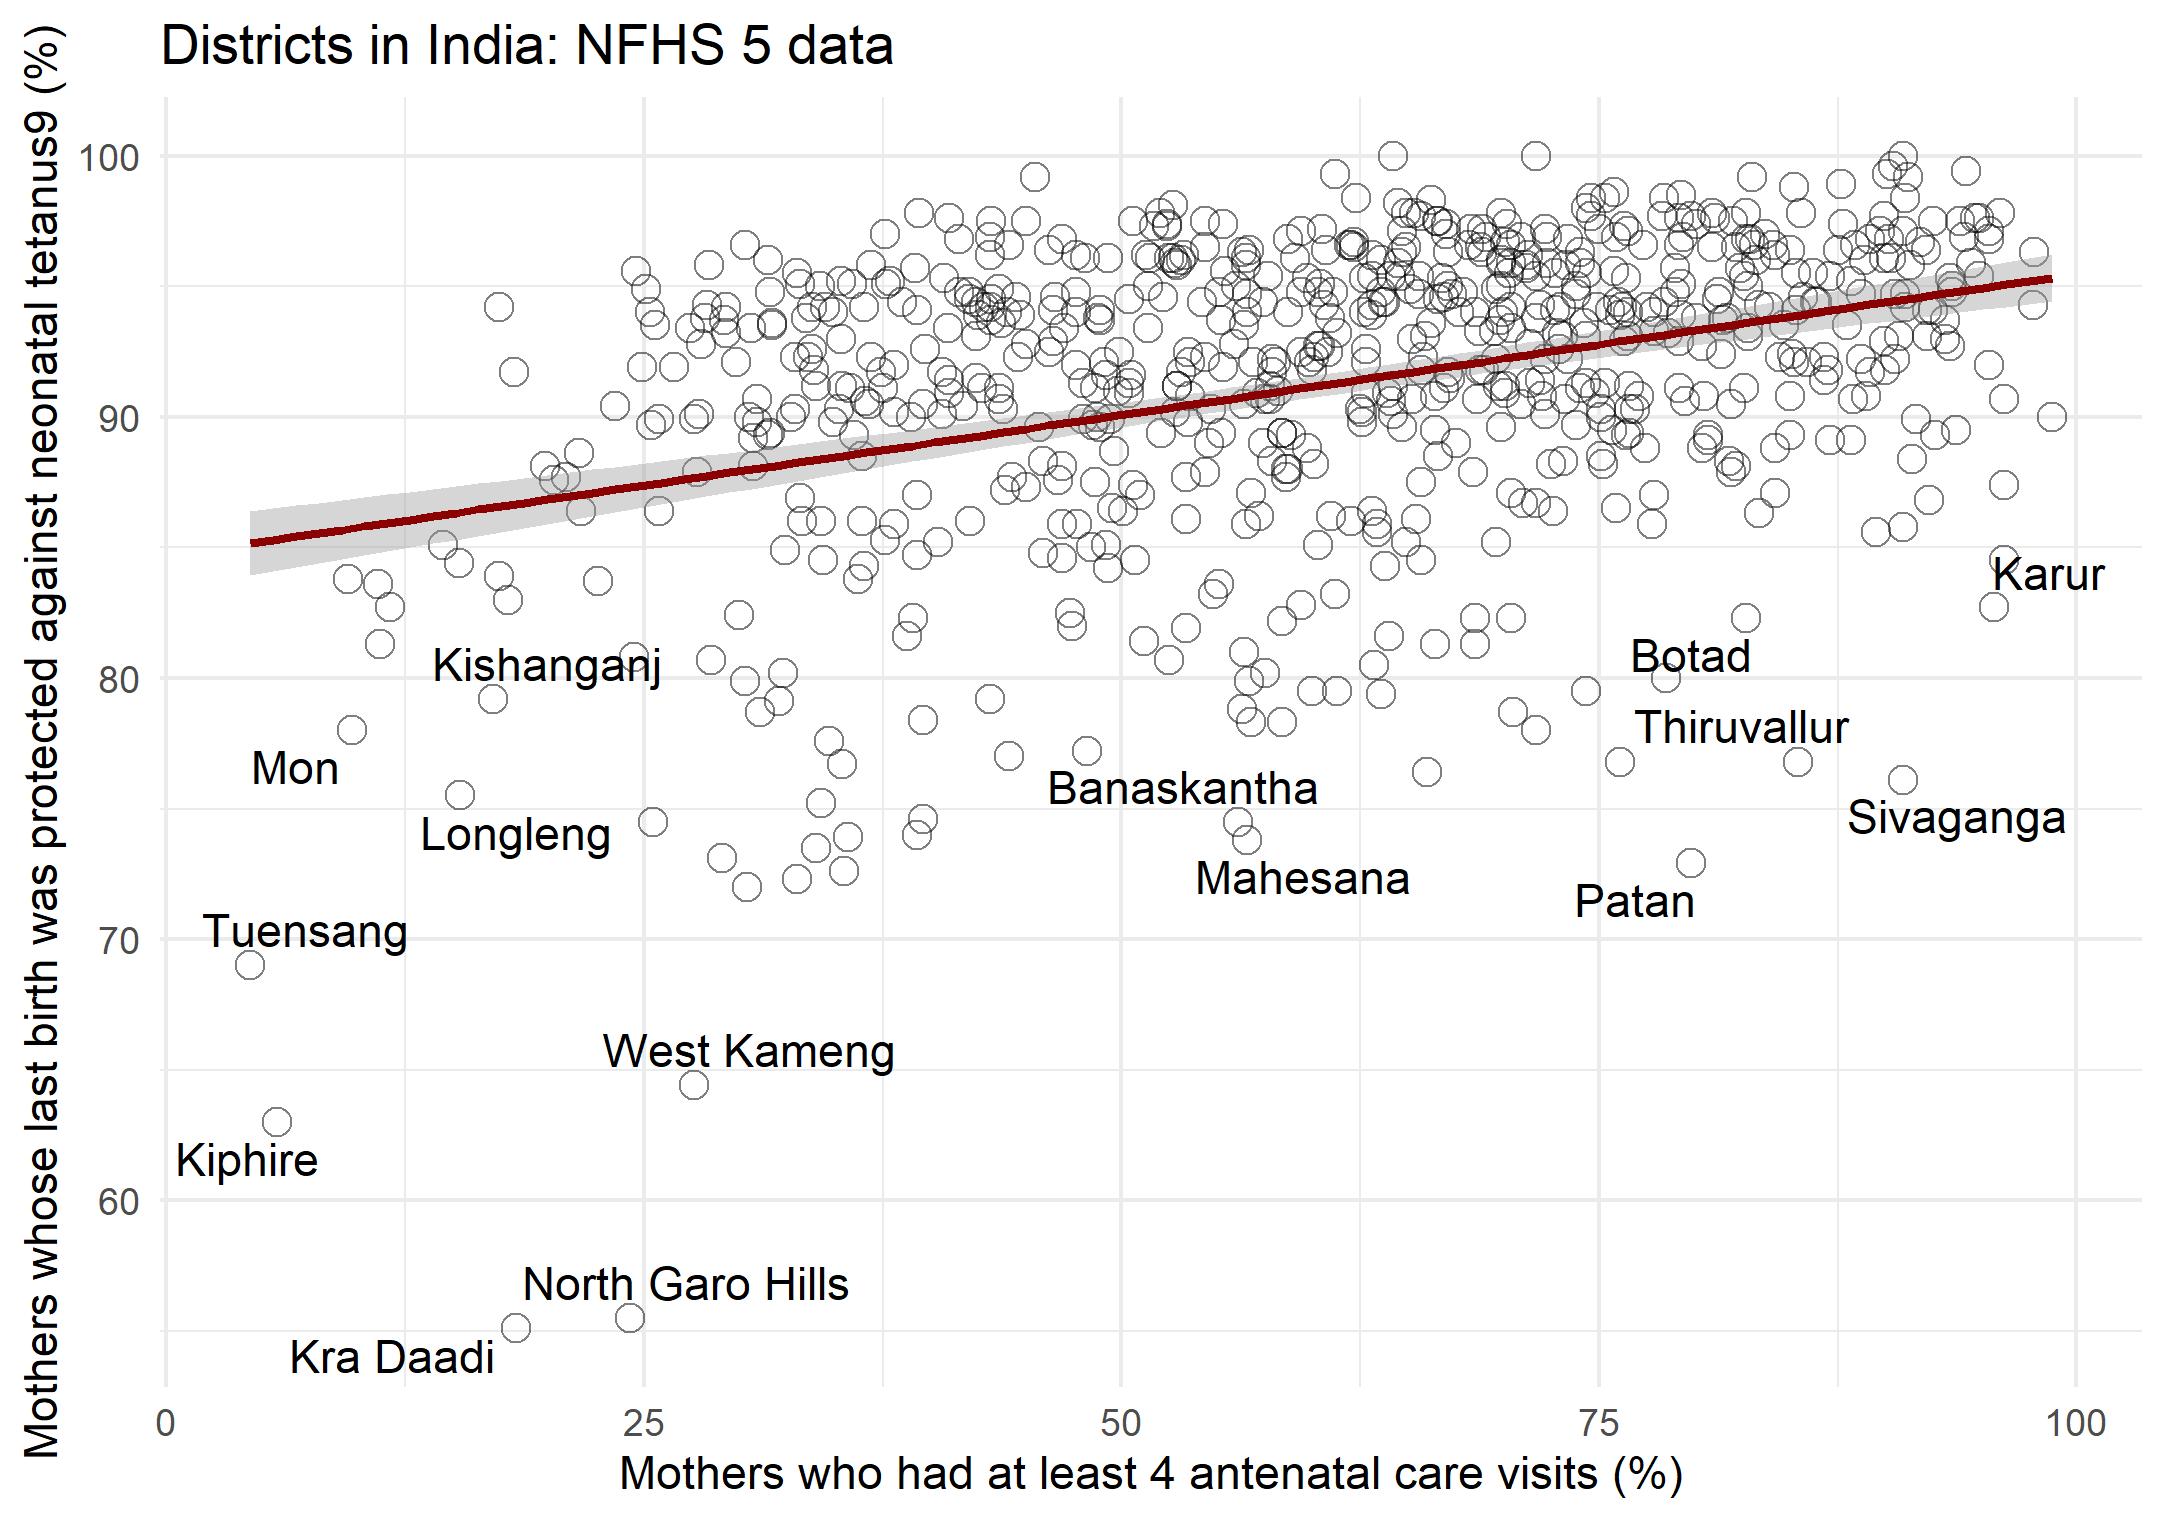 Districts in India: NFHS 5 data
Mothers whose last birth was protected against neonatal tetanus9 (%)
100
90
80
70
60
Karur
Botad
Kishanganj
Thiruvallur
Mon
Banaskantha
Sivaganga
Longleng
Mahesana
Patan
Tuensang
West Kameng
Kiphire
North Garo Hills
Kra Daadi
0
25
50
75
100
Mothers who had at least 4 antenatal care visits (%)